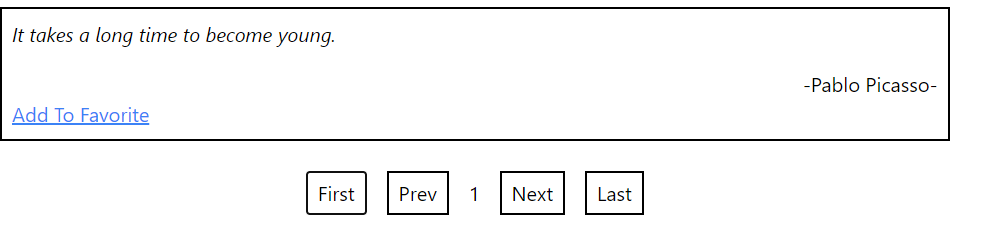 It takes a long time to become young.
-Pablo Picasso-
Add To Favorite
First Prev 1 Next Last